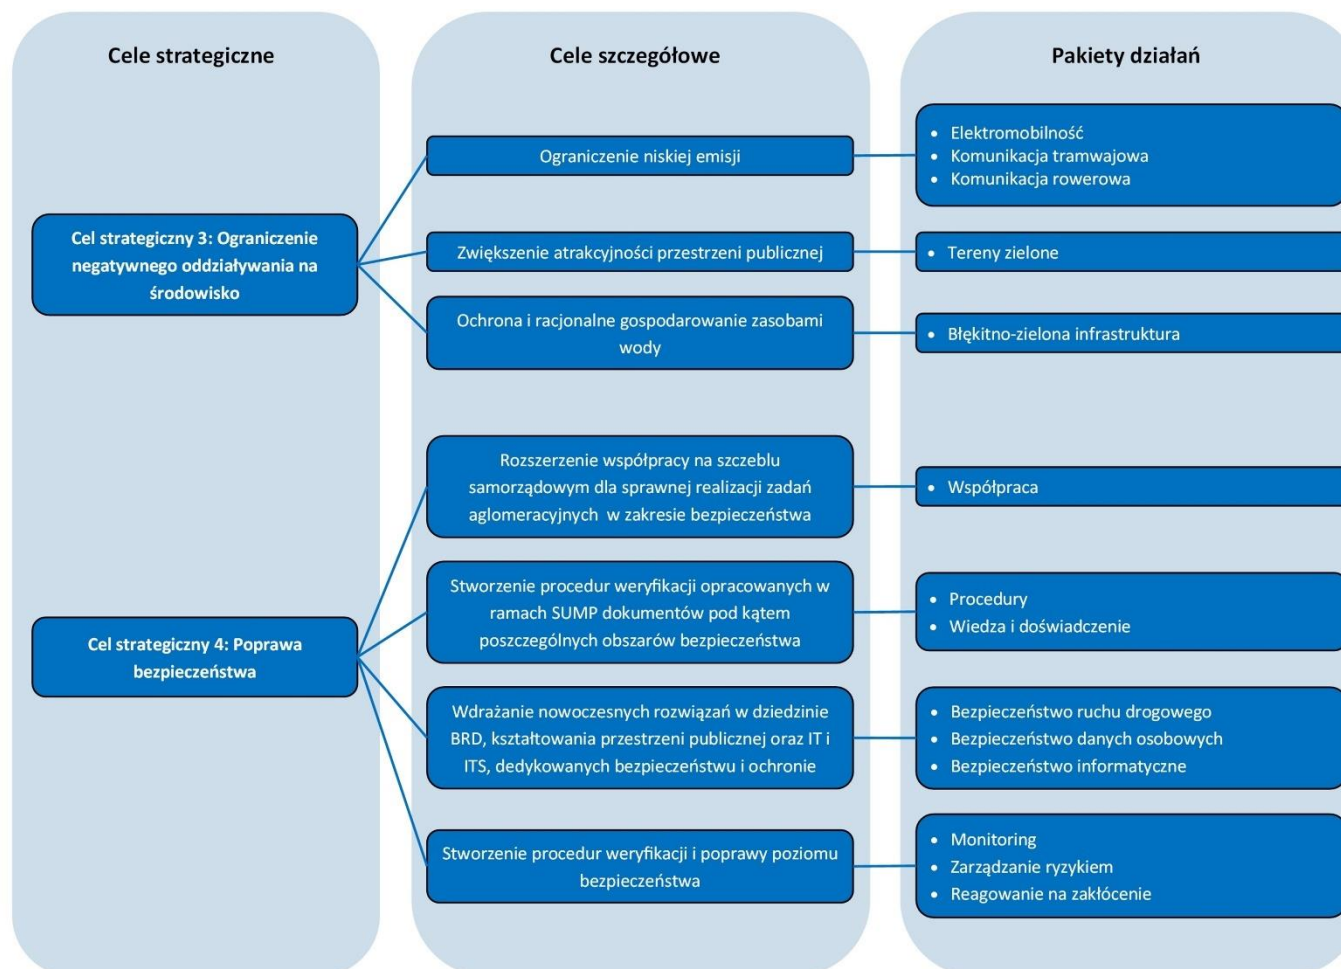 Cele strategiczne
Cele szczegółowe
Pakiety działań
Cel strategiczny 3: Ograniczenie
negatywnego oddziaływania na
środowisko
Ograniczenie niskiej emisji
• Elektromobilność
• Komunikacja tramwajowa
• Komunikacja rowerowa
Zwiększenie atrakcyjności przestrzeni publicznej
• Tereny zielone
Ochrona i racjonalne gospodarowanie zasobami
wody
• Błękitno-zielona infrastruktura
Cel strategiczny 4: Poprawa
bezpieczeństwa
Rozszerzenie współpracy na szczeblu
samorządowym dla sprawnej realizacji zadań
aglomeracyjnych w zakresie bezpieczeństwa
• Współpraca
Stworzenie procedur weryfikacji opracowanych w
ramach SUMP dokumentów pod kątem
poszczególnych obszarów bezpieczeństwa
• Procedury
• Wiedza i doświadczenie
Wdrażanie nowoczesnych rozwiązań w dziedzinie
BRD, kształtowania przestrzeni publicznej oraz IT i
ITS, dedykowanych bezpieczeństwu i ochronie
• Bezpieczeństwo ruchu drogowego
• Bezpieczeństwo danych osobowych
• Bezpieczeństwo informatyczne
Stworzenie procedur weryfikacji i poprawy poziomu
bezpieczeństwa
• Monitoring
• Zarządzanie ryzykiem
• Reagowanie na zakłócenie